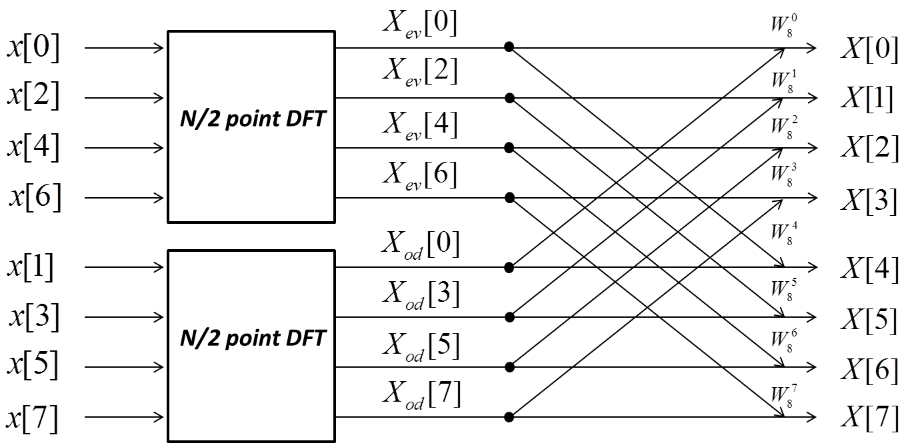 x[0] X_ev[0] W_8^0 X[0]
x[2] X_ev[2] W_8^1 X[1]
N/2 point DFT
x[4] X_ev[4] W_8^2 X[2]
x[6] X_ev[6] W_8^3 X[3]
x[1] X_od[0] W_8^4 X[4]
x[3] X_od[3] W_8^5 X[5]
N/2 point DFT
x[5] X_od[5] W_8^6 X[6]
x[7] X_od[7] W_8^7 X[7]